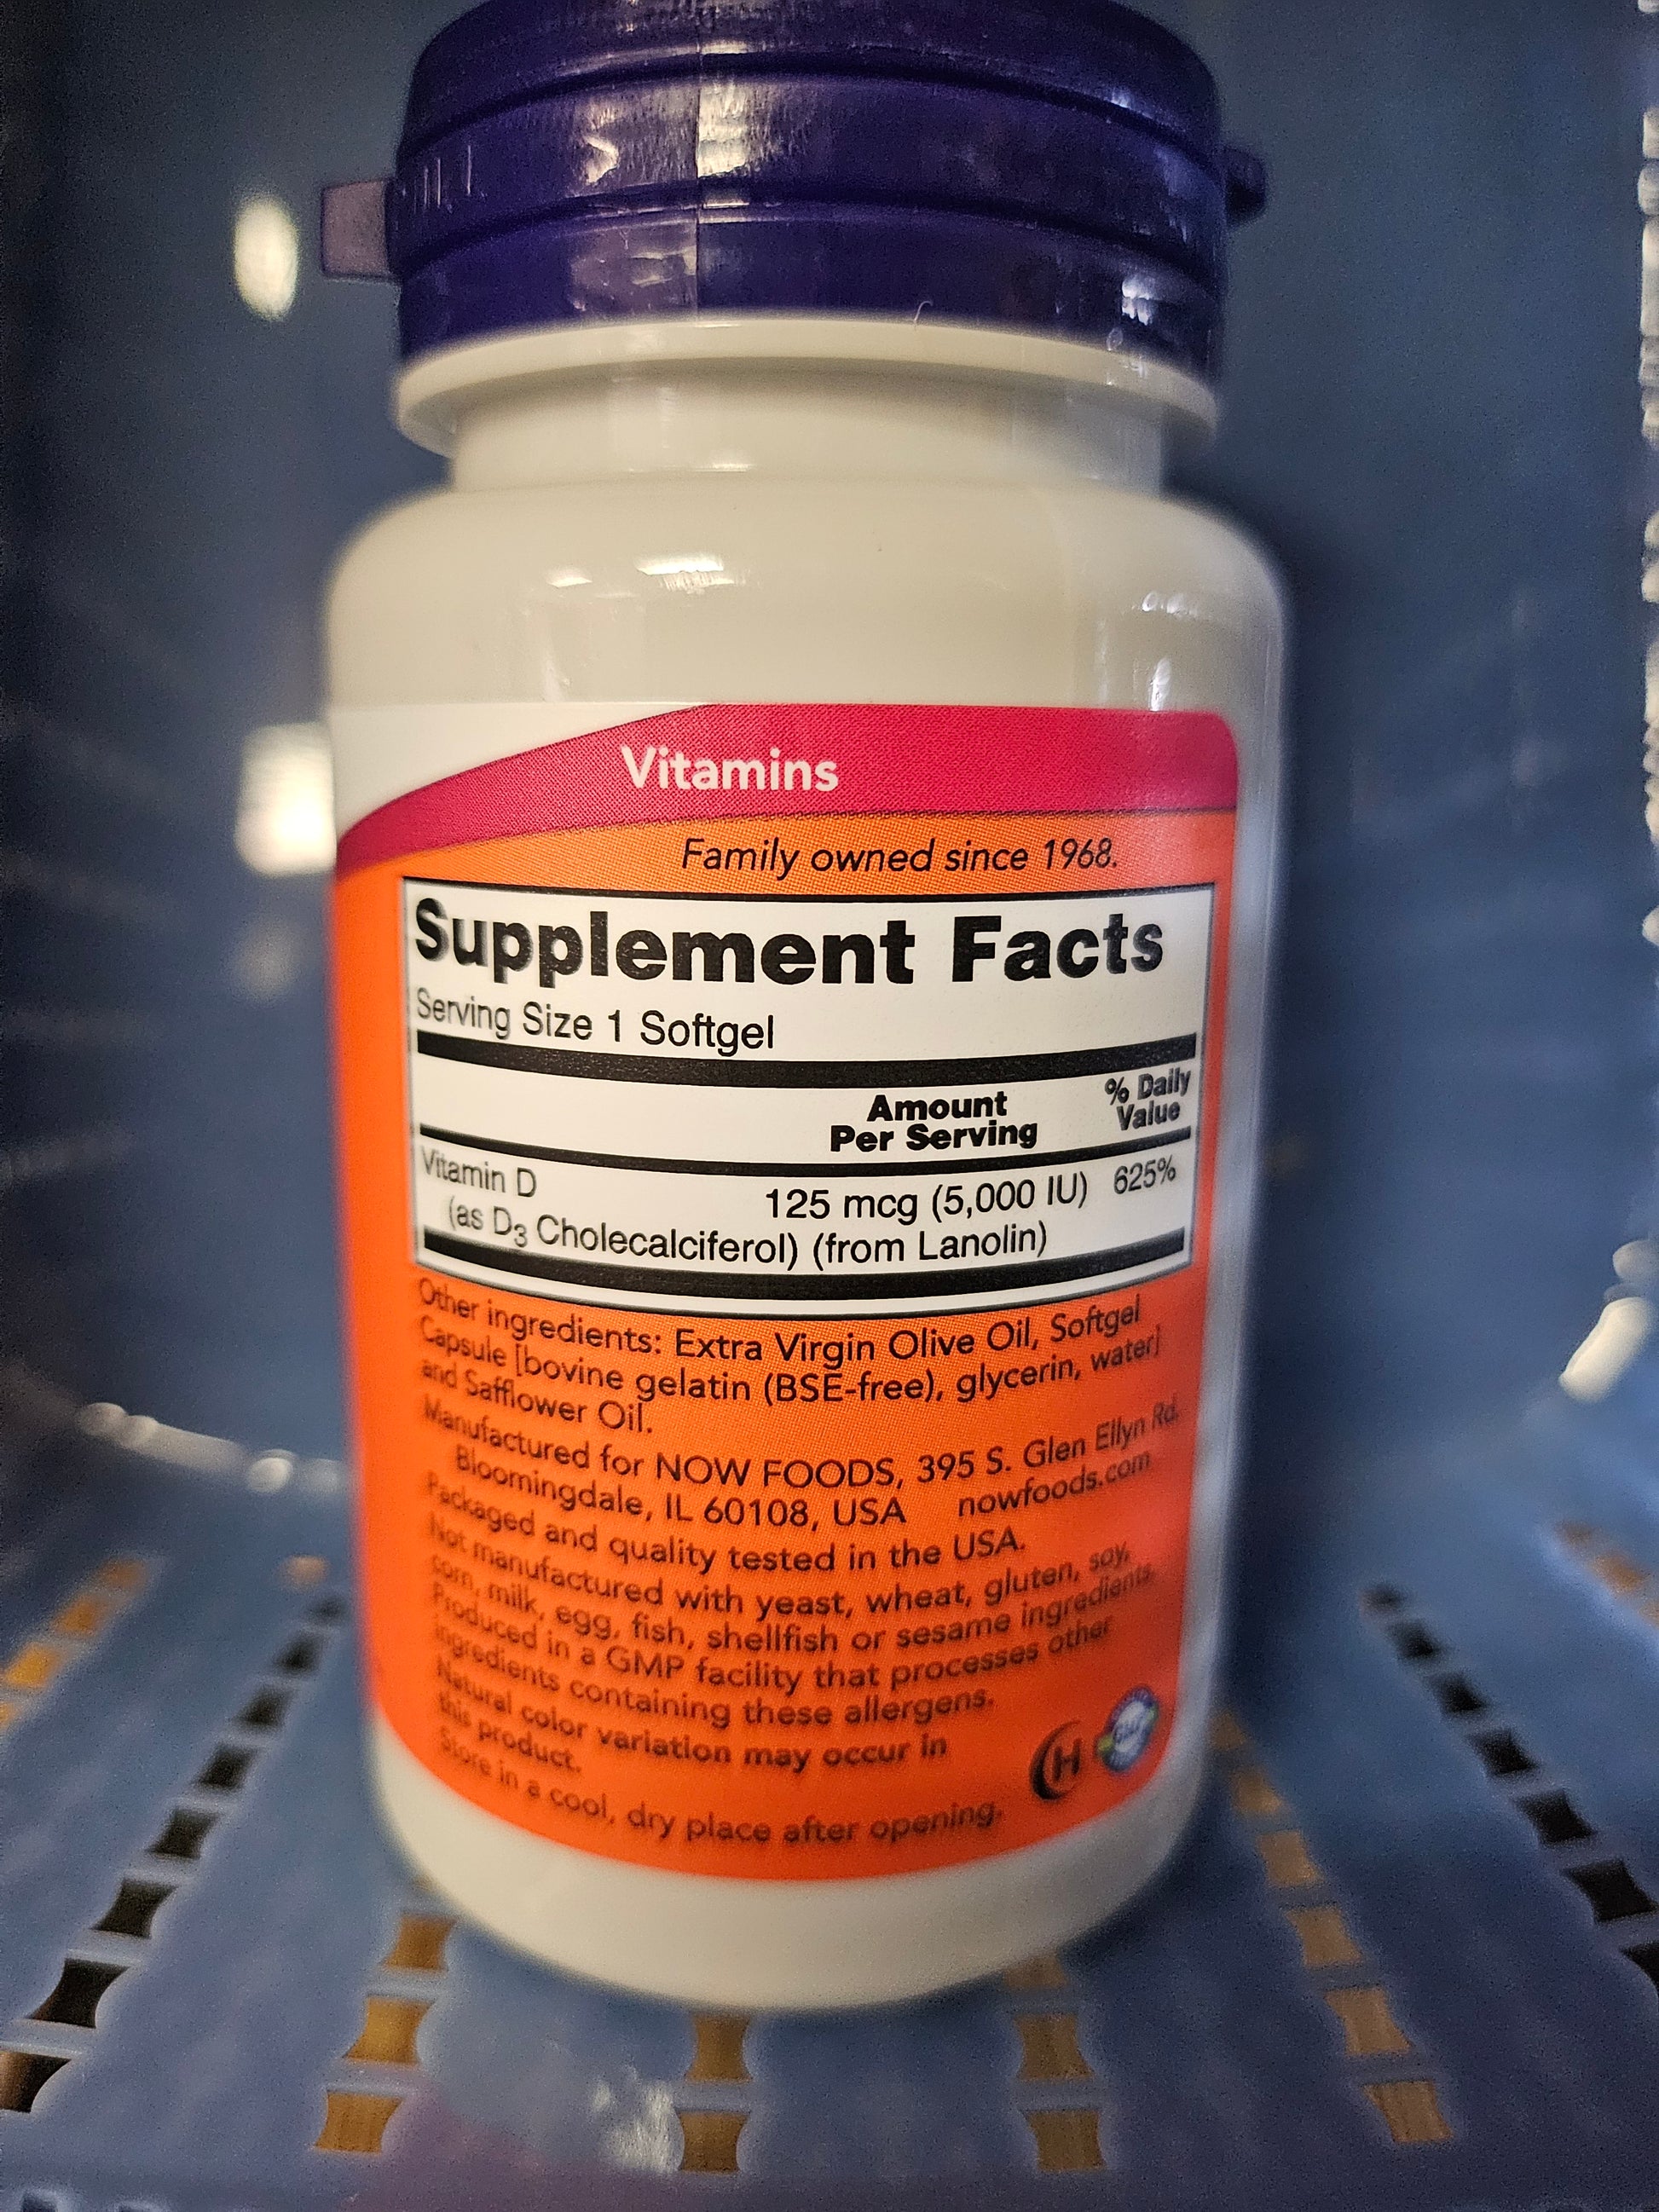 Vitamins
Family owned since 1968.
Supplement Facts
Serving Size 1 Softgel
Amount
Per Serving
% Daily
Value
Vitamin D
125 mcg (5,000 IU) 625%
(as D3 Cholecalciferol) (from Lanolin)
Other ingredients: Extra Virgin Olive Oil, Softgel
Capsule [bovine gelatin (BSE-free), glycerin, water]
and Safflower Oil.
Manufactured for NOW FOODS, 395 S. Glen Ellyn Rd.
Bloomingdale, IL 60108, USA nowfoods.com
Packaged and quality tested in the USA.
Not manufactured with yeast, wheat, gluten, soy,
corn, milk, egg, fish, shellfish or sesame ingredients.
Produced in a GMP facility that processes other
ingredients containing these allergens.
Natural color variation may occur in
this product.
Store in a cool, dry place after opening.
H
GMP